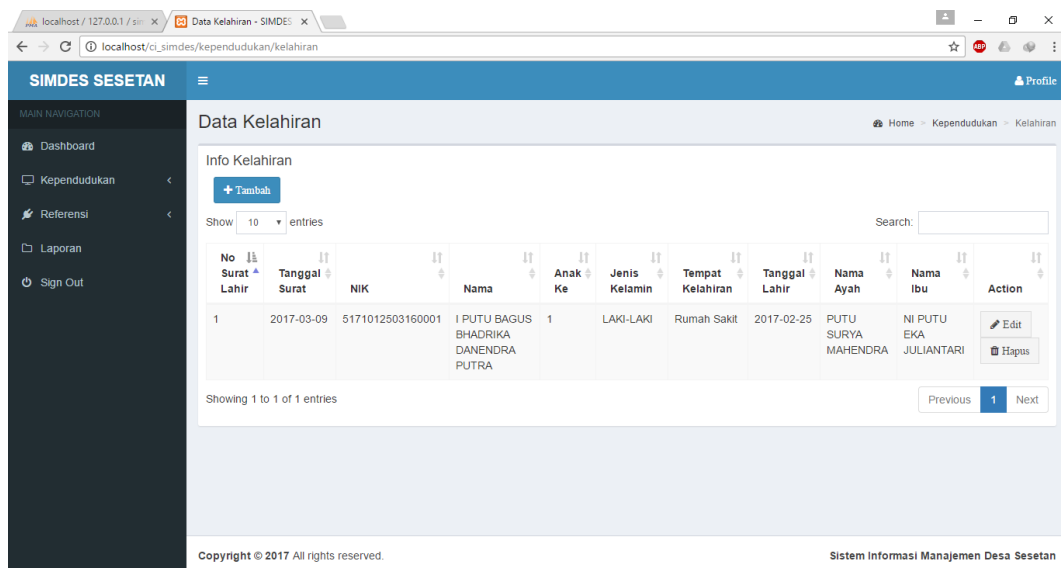 localhost / 127.0.0.1 / sim
Data Kelahiran - SIMDES
localhost/ci_simdes/kependudukan/kelahiran
ABP
SIMDES SESETAN
Profile
MAIN NAVIGATION
Dashboard
Kependudukan
Referensi
Laporan
Sign Out
Data Kelahiran
Home > Kependudukan > Kelahiran
Info Kelahiran
+ Tambah
Show 10 entries
Search:
No Surat Lahir Tanggal Surat NIK Nama Anak Ke Jenis Kelamin Tempat Kelahiran Tanggal Lahir Nama Ayah Nama Ibu Action
1 2017-03-09 5171012503160001 I PUTU BAGUS BHADRIKA DANENDRA PUTRA 1 LAKI-LAKI Rumah Sakit 2017-02-25 PUTU SURYA MAHENDRA NI PUTU EKA JULIANTARI Edit Hapus
Showing 1 to 1 of 1 entries
Previous 1 Next
Copyright © 2017 All rights reserved.
Sistem Informasi Manajemen Desa Sesetan